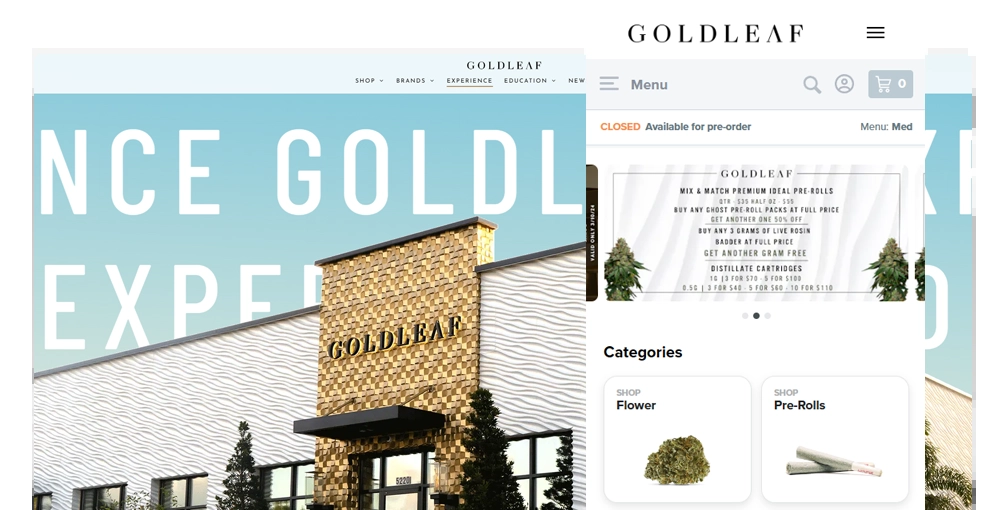 GOLDLEAF
SHOP BRANDS EXPERIENCE EDUCATION NEW
NCE GOLDL
EXPE
GOLDLEAF
52201
GOLDLEAF
Menu
0
CLOSED Available for pre-order
Menu: Med
VALID ONLY 3/10/24
GOLDLEAF
MIX & MATCH PREMIUM IDEAL PRE-ROLLS
QTR - $35 HALF OZ - $55
BUY ANY GHOST PRE-ROLL PACKS AT FULL PRICE
GET ANOTHER ONE 50% OFF
BUY ANY 3 GRAMS OF LIVE ROSIN
BADDER AT FULL PRICE
GET ANOTHER GRAM FREE
DISTILLATE CARTRIDGES
1G | 3 FOR $70 - 5 FOR $100
0.5G | 3 FOR $40 - 5 FOR $60 - 10 FOR $110
Categories
SHOP
Flower
SHOP
Pre-Rolls